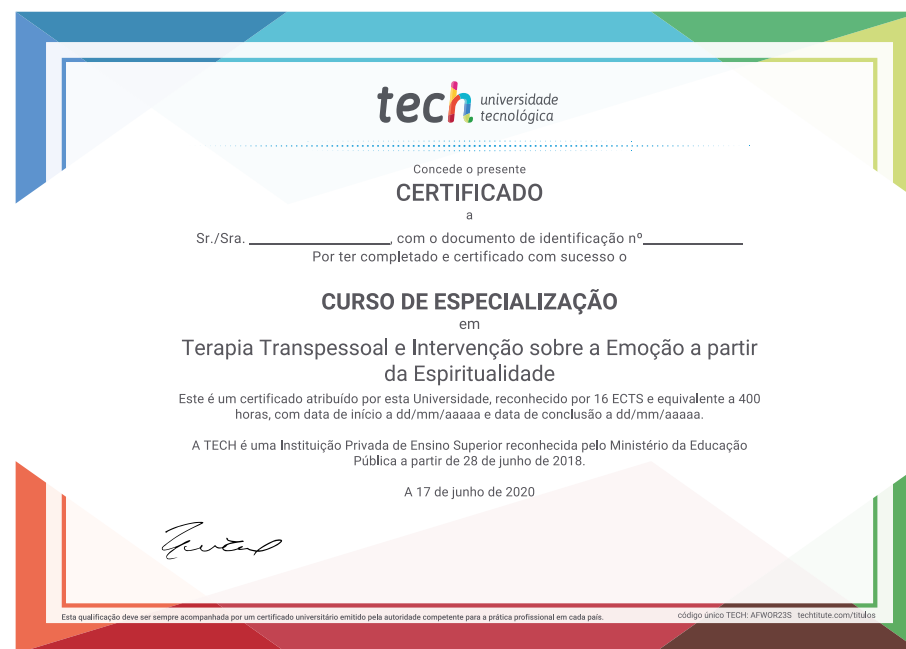 tech universidade
tecnológica
Concede o presente
CERTIFICADO
a
Sr./Sra. ________________, com o documento de identificação nº____________
Por ter completado e certificado com sucesso o
CURSO DE ESPECIALIZAÇÃO
em
Terapia Transpessoal e Intervenção sobre a Emoção a partir
da Espiritualidade
Este é um certificado atribuído por esta Universidade, reconhecido por 16 ECTS e equivalente a 400
horas, com data de início a dd/mm/aaaaa e data de conclusão a dd/mm/aaaaa.
A TECH é uma Instituição Privada de Ensino Superior reconhecida pelo Ministério da Educação
Pública a partir de 28 de junho de 2018.
A 17 de junho de 2020
Esta qualificação deve ser sempre acompanhada por um certificado universitário emitido pela autoridade competente para a prática profissional em cada país.
código único TECH: AFWOR23S techtitute.com/titulos